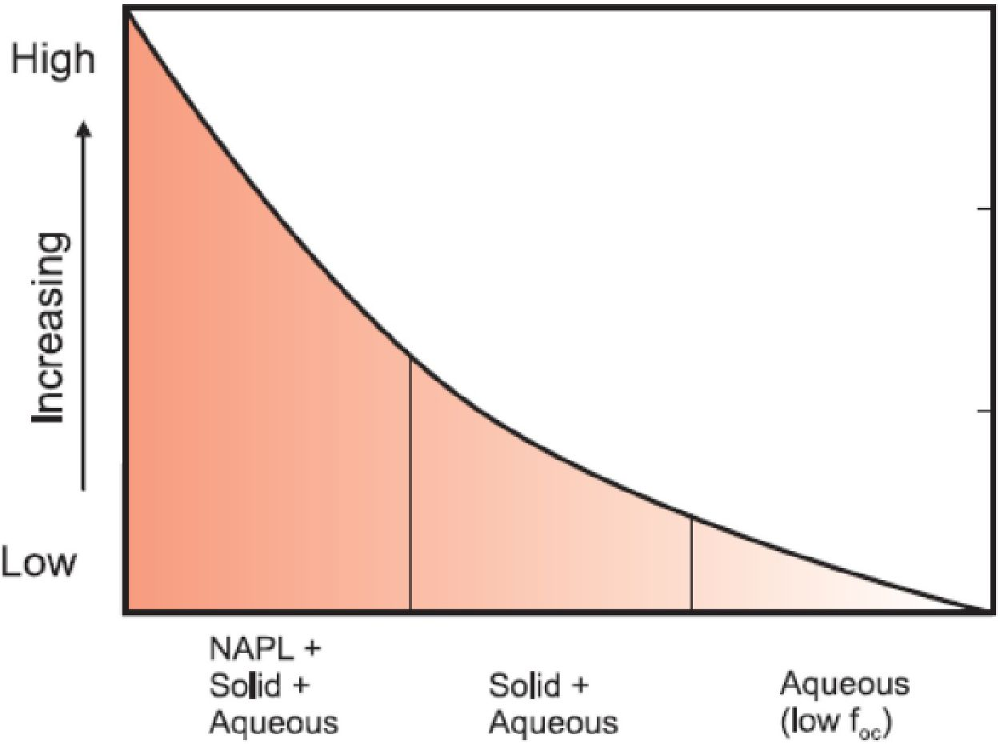 High
Increasing
Low
NAPL +
Solid +
Aqueous
Solid +
Aqueous
Aqueous
(low foc)